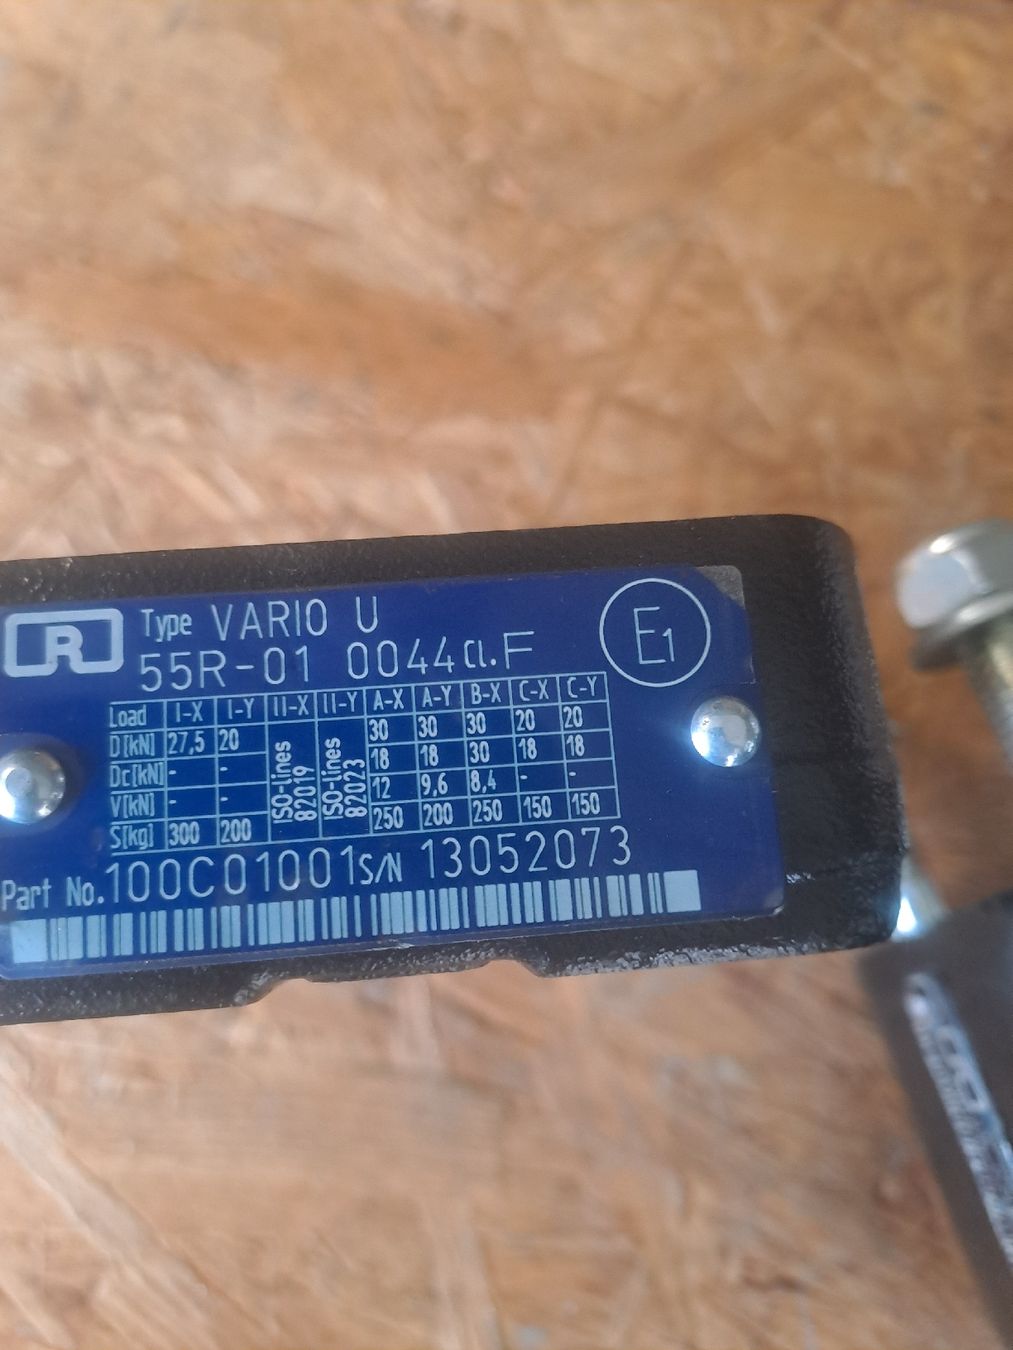 R Type VARIO U
55R-01 0044 Cl.F E1
Load I-X I-Y II-X II-Y A-X A-Y B-X C-X C-Y
D[kN] 27,5 20 ISO-lines 82019 ISO-lines 82023 30 30 30 20 20
Dc[kN] - - 18 18 30 18 18
V[kN] - - 12 9,6 8,4 - -
S[kg] 300 200 250 200 250 150 150
Part No.100C01001 S/N 13052073